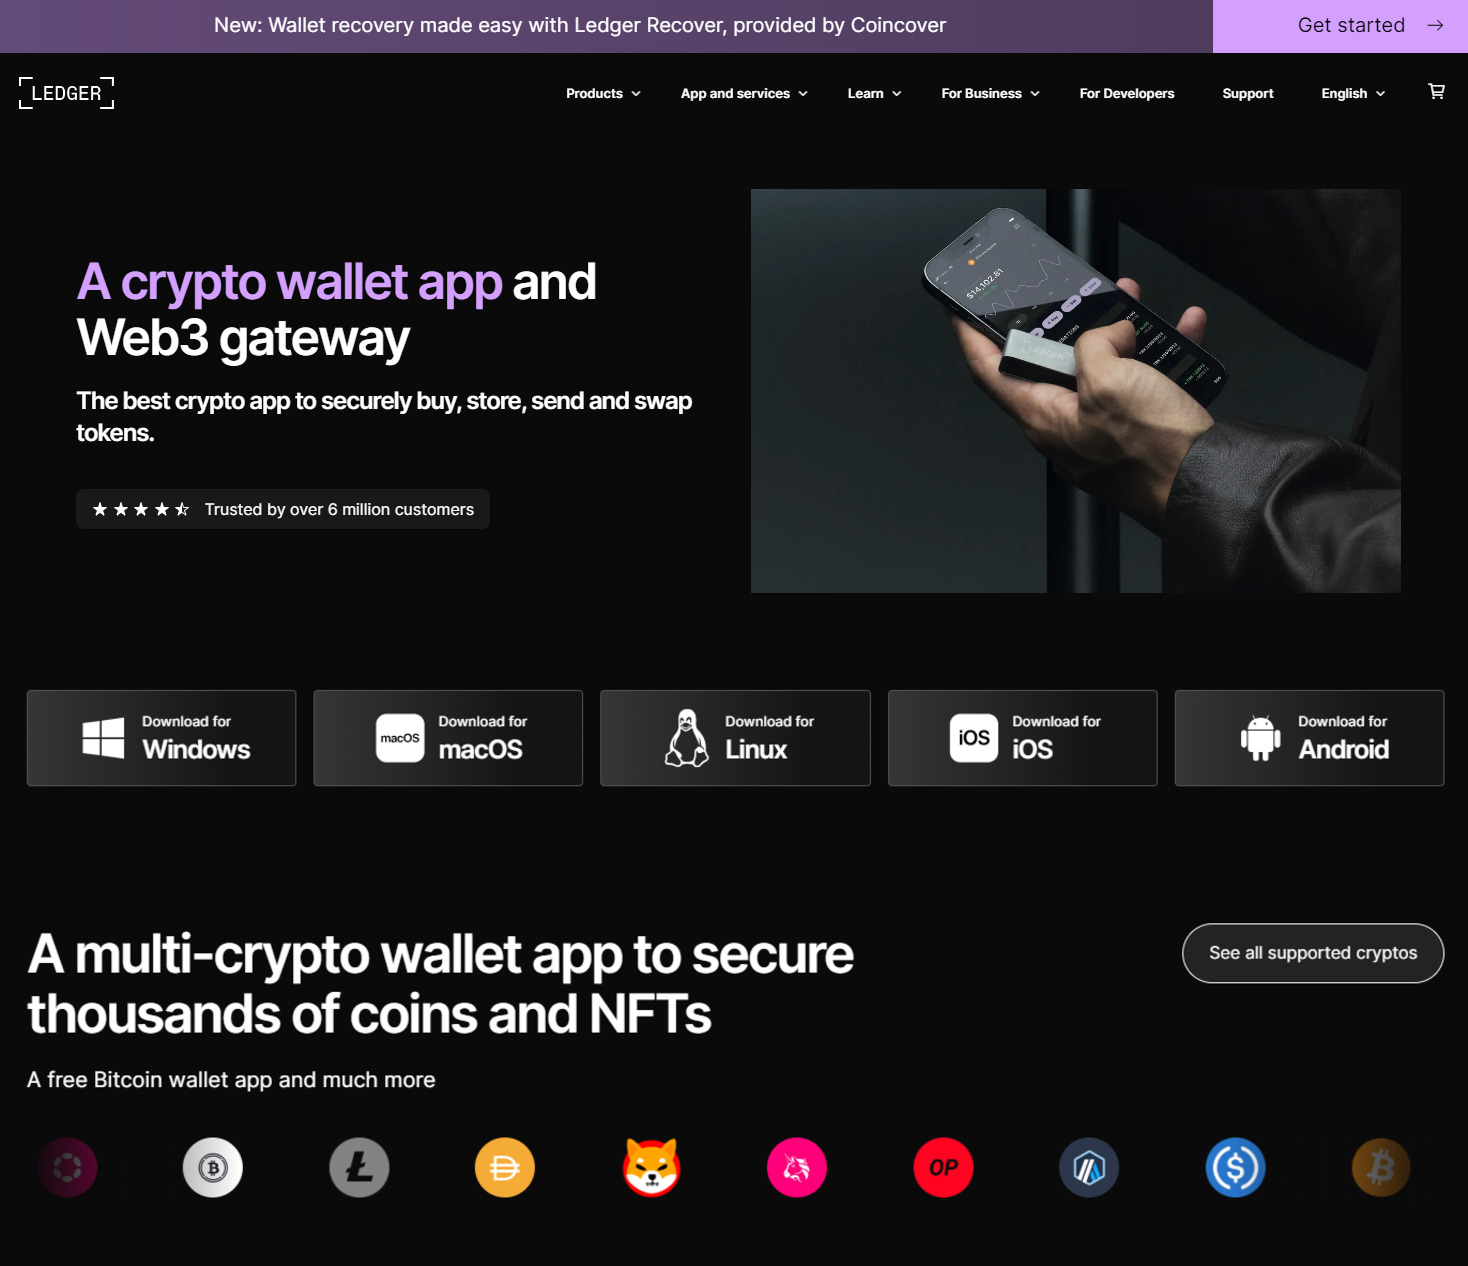 New: Wallet recovery made easy with Ledger Recover, provided by Coincover
Get started
LEDGER
Products
App and services
Learn
For Business
For Developers
Support
English
A crypto wallet app and
Web3 gateway
The best crypto app to securely buy, store, send and swap
tokens.
Trusted by over 6 million customers
$14,102.81
LEDGER
Download for
Windows
macOS
Download for
macOS
Download for
Linux
iOS
Download for
iOS
Download for
Android
A multi-crypto wallet app to secure
thousands of coins and NFTs
See all supported cryptos
A free Bitcoin wallet app and much more
OP